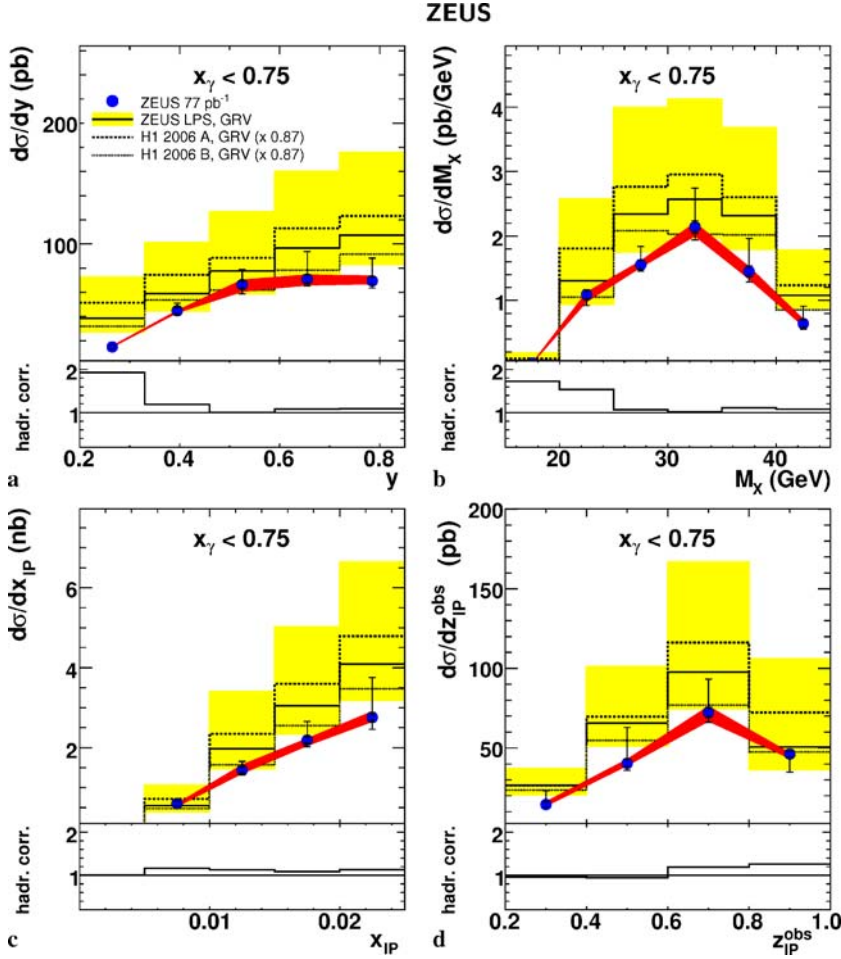 ZEUS
dσ/dy (pb)
200
100
x_γ < 0.75
ZEUS 77 pb⁻¹
ZEUS LPS, GRV
H1 2006 A, GRV (x 0.87)
H1 2006 B, GRV (x 0.87)
hadr. corr.
2
1
0.2 0.4 0.6 0.8
a
y
dσ/dM_X (pb/GeV)
4
3
2
1
x_γ < 0.75
hadr. corr.
2
1
20 30 40
b
M_X (GeV)
dσ/dx_IP (nb)
6
4
2
x_γ < 0.75
hadr. corr.
2
1
0.01 0.02
c
x_IP
dσ/dz_IP^obs (pb)
200
150
100
50
x_γ < 0.75
hadr. corr.
2
1
0.2 0.4 0.6 0.8 1.0
d
z_IP^obs